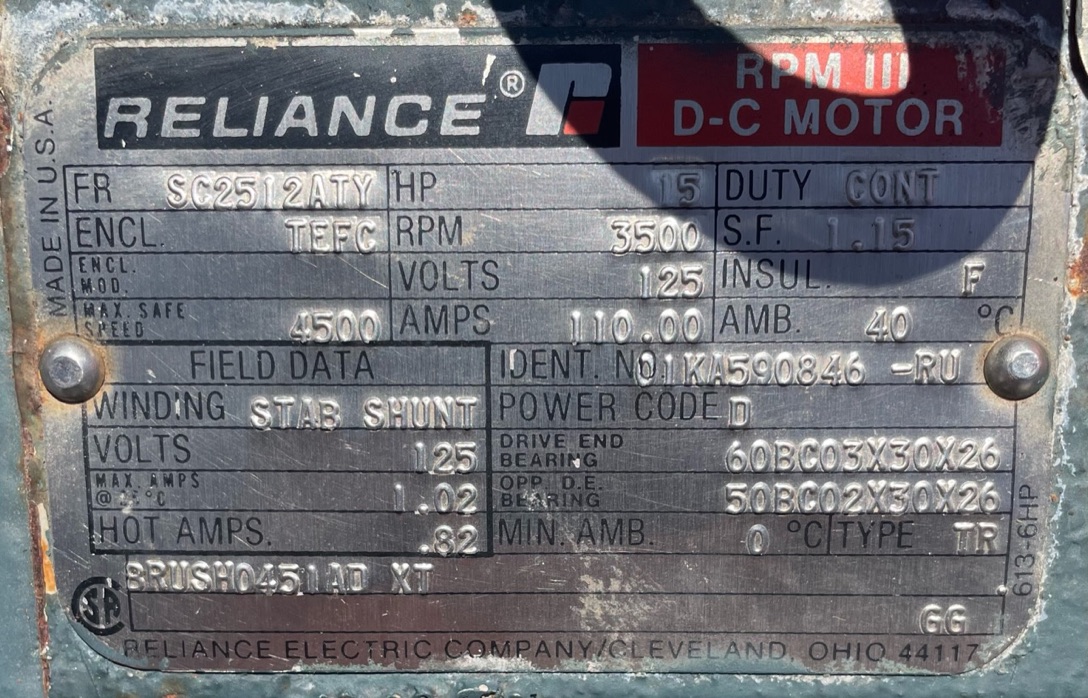 RELIANCE®
RPM III
D-C MOTOR
MADE IN U.S.A.
FR SC2512ATY HP 15 DUTY CONT
ENCL. TEFC RPM 3500 S.F. 1.15
ENCL. MOD. VOLTS 125 INSUL. F
MAX. SAFE SPEED 4500 AMPS 110.00 AMB. 40 °C
FIELD DATA IDENT. NO. 01KA590846 -RU
WINDING STAB SHUNT POWER CODE D
VOLTS 125 DRIVE END BEARING 60BC03X30X26
MAX. AMPS @ 25°C 1.02 OPP. D.E. BEARING 50BC02X30X26
HOT AMPS. .82 MIN. AMB. 0 °C TYPE TR
BRUSH0451AD XT
GG
613-6HP
SA
RELIANCE ELECTRIC COMPANY/CLEVELAND, OHIO 44117